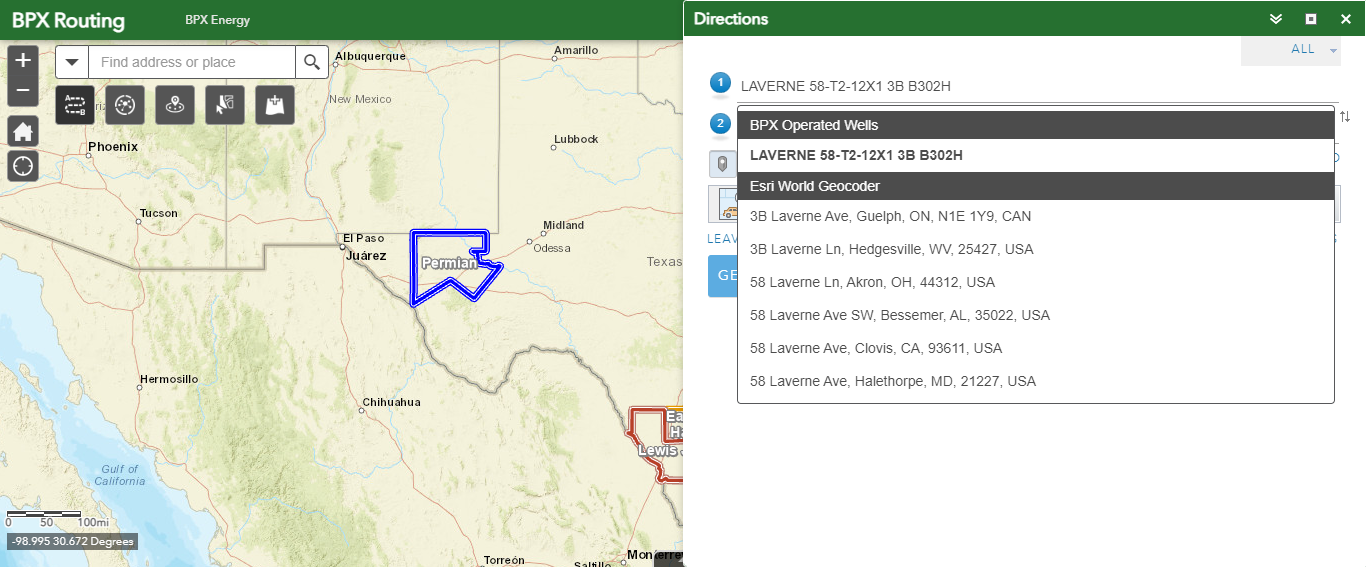 BPX Routing
BPX Energy
Directions
Find address or place
ALL
1
LAVERNE 58-T2-12X1 3B B302H
2
BPX Operated Wells
LAVERNE 58-T2-12X1 3B B302H
Esri World Geocoder
3B Laverne Ave, Guelph, ON, N1E 1Y9, CAN
3B Laverne Ln, Hedgesville, WV, 25427, USA
58 Laverne Ln, Akron, OH, 44312, USA
58 Laverne Ave SW, Bessemer, AL, 35022, USA
58 Laverne Ave, Clovis, CA, 93611, USA
58 Laverne Ave, Halethorpe, MD, 21227, USA
LEAV
GE
Amarillo
Albuquerque
New Mexico
Lubbock
Phoenix
Tucson
El Paso
Juárez
Midland
Odessa
Permian
Texas
Hermosillo
Chihuahua
Lewis
Gulf of
California
0 50 100mi
-98.995 30.672 Degrees
Torreón
Saltillo
Monterrey